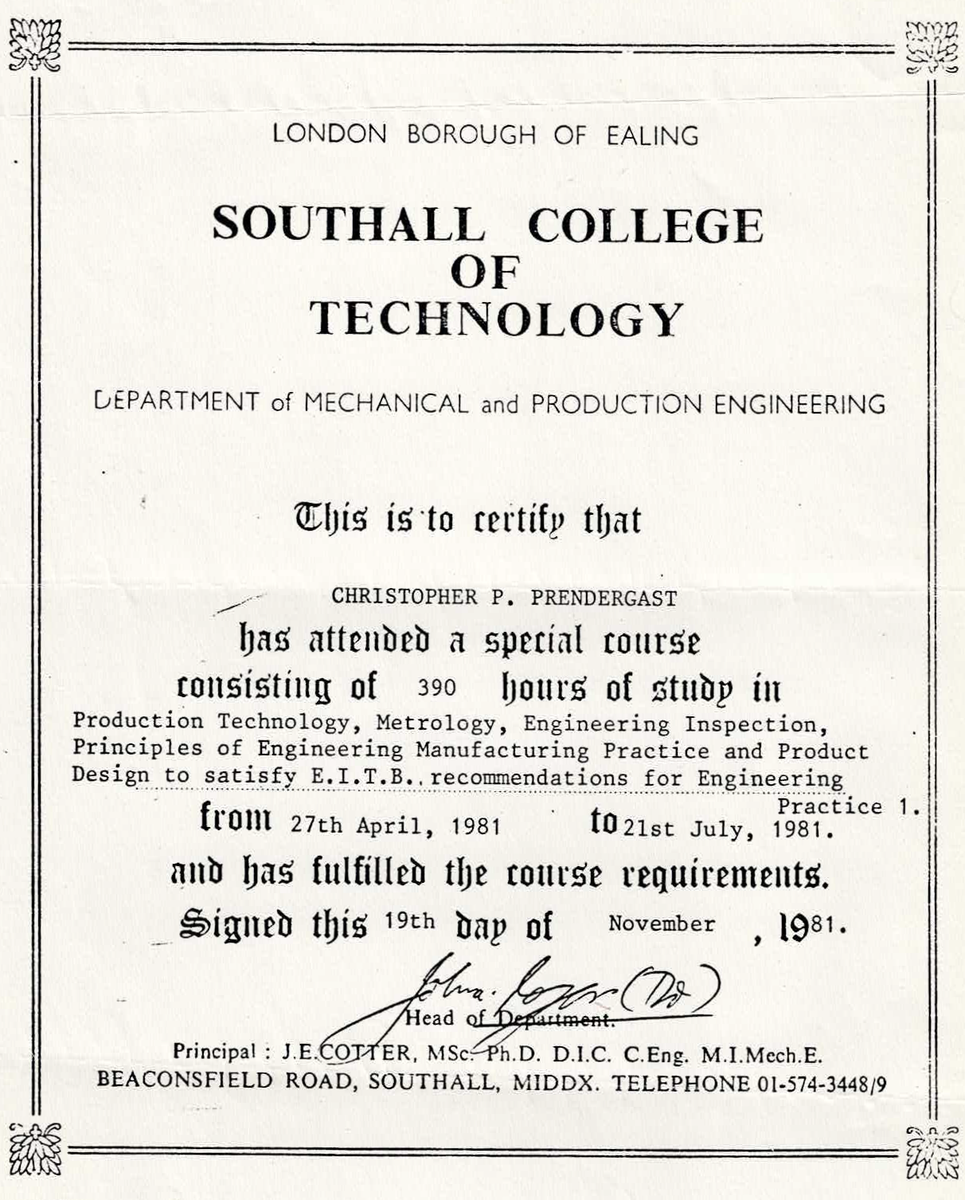 LONDON BOROUGH OF EALING
SOUTHALL COLLEGE
OF
TECHNOLOGY
DEPARTMENT of MECHANICAL and PRODUCTION ENGINEERING
This is to certify that
CHRISTOPHER P. PRENDERGAST
has attended a special course
consisting of 390 hours of study in
Production Technology, Metrology, Engineering Inspection,
Principles of Engineering Manufacturing Practice and Product
Design to satisfy E.I.T.B.. recommendations for Engineering
Practice 1.
from 27th April, 1981 to 21st July, 1981.
and has fulfilled the course requirements.
Signed this 19th day of November , 1981.
Head of Department.
Principal : J.E.COTTER, MSc. Ph.D. D.I.C. C.Eng. M.I.Mech.E.
BEACONSFIELD ROAD, SOUTHALL, MIDDX. TELEPHONE 01-574-3448/9